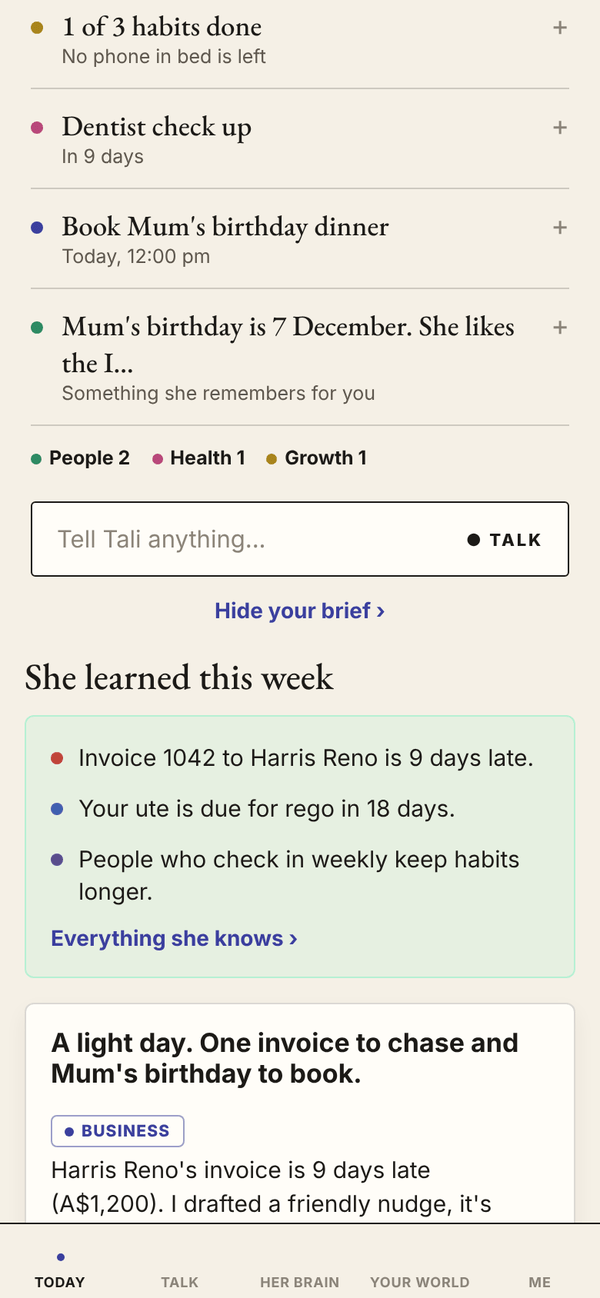 1 of 3 habits done
+
No phone in bed is left
Dentist check up
+
In 9 days
Book Mum's birthday dinner
+
Today, 12:00 pm
Mum's birthday is 7 December. She likes
the I...
+
Something she remembers for you
People 2
Health 1
Growth 1
Tell Tali anything...
TALK
Hide your brief ›
She learned this week
Invoice 1042 to Harris Reno is 9 days late.
Your ute is due for rego in 18 days.
People who check in weekly keep habits
longer.
Everything she knows ›
A light day. One invoice to chase and
Mum's birthday to book.
BUSINESS
Harris Reno's invoice is 9 days late
(A$1,200). I drafted a friendly nudge, it's
TODAY
TALK
HER BRAIN
YOUR WORLD
ME